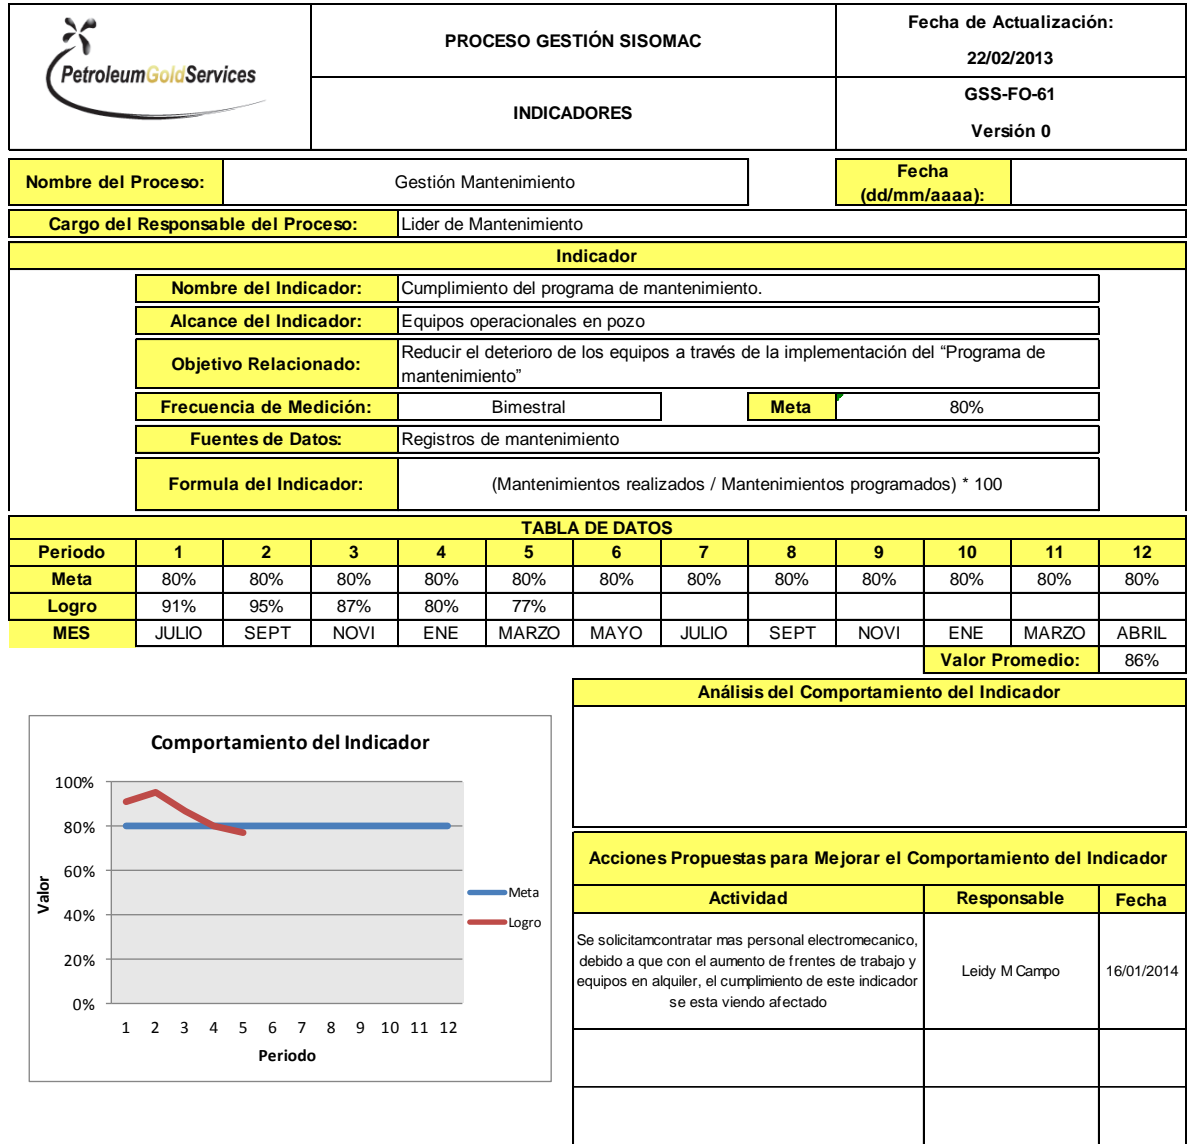 PetroleumGoldServices
PROCESO GESTIÓN SISOMAC
INDICADORES
Fecha de Actualización:
22/02/2013
GSS-FO-61
Versión 0
Nombre del Proceso: Gestión Mantenimiento
Fecha
(dd/mm/aaaa):
Cargo del Responsable del Proceso: Lider de Mantenimiento
Indicador
Nombre del Indicador: Cumplimiento del programa de mantenimiento.
Alcance del Indicador: Equipos operacionales en pozo
Objetivo Relacionado: Reducir el deterioro de los equipos a través de la implementación del “Programa de
mantenimiento”
Frecuencia de Medición: Bimestral Meta 80%
Fuentes de Datos: Registros de mantenimiento
Formula del Indicador: (Mantenimientos realizados / Mantenimientos programados) * 100
TABLA DE DATOS
Periodo 1 2 3 4 5 6 7 8 9 10 11 12
Meta 80% 80% 80% 80% 80% 80% 80% 80% 80% 80% 80% 80%
Logro 91% 95% 87% 80% 77%
MES JULIO SEPT NOVI ENE MARZO MAYO JULIO SEPT NOVI ENE MARZO ABRIL
Valor Promedio: 86%
Comportamiento del Indicador
100%
80%
60%
40%
20%
0%
Valor
1 2 3 4 5 6 7 8 9 10 11 12
Periodo
Meta
Logro
Análisis del Comportamiento del Indicador
Acciones Propuestas para Mejorar el Comportamiento del Indicador
Actividad Responsable Fecha
Se solicitamcontratar mas personal electromecanico,
debido a que con el aumento de frentes de trabajo y
equipos en alquiler, el cumplimiento de este indicador
se esta viendo afectado
Leidy M Campo
16/01/2014